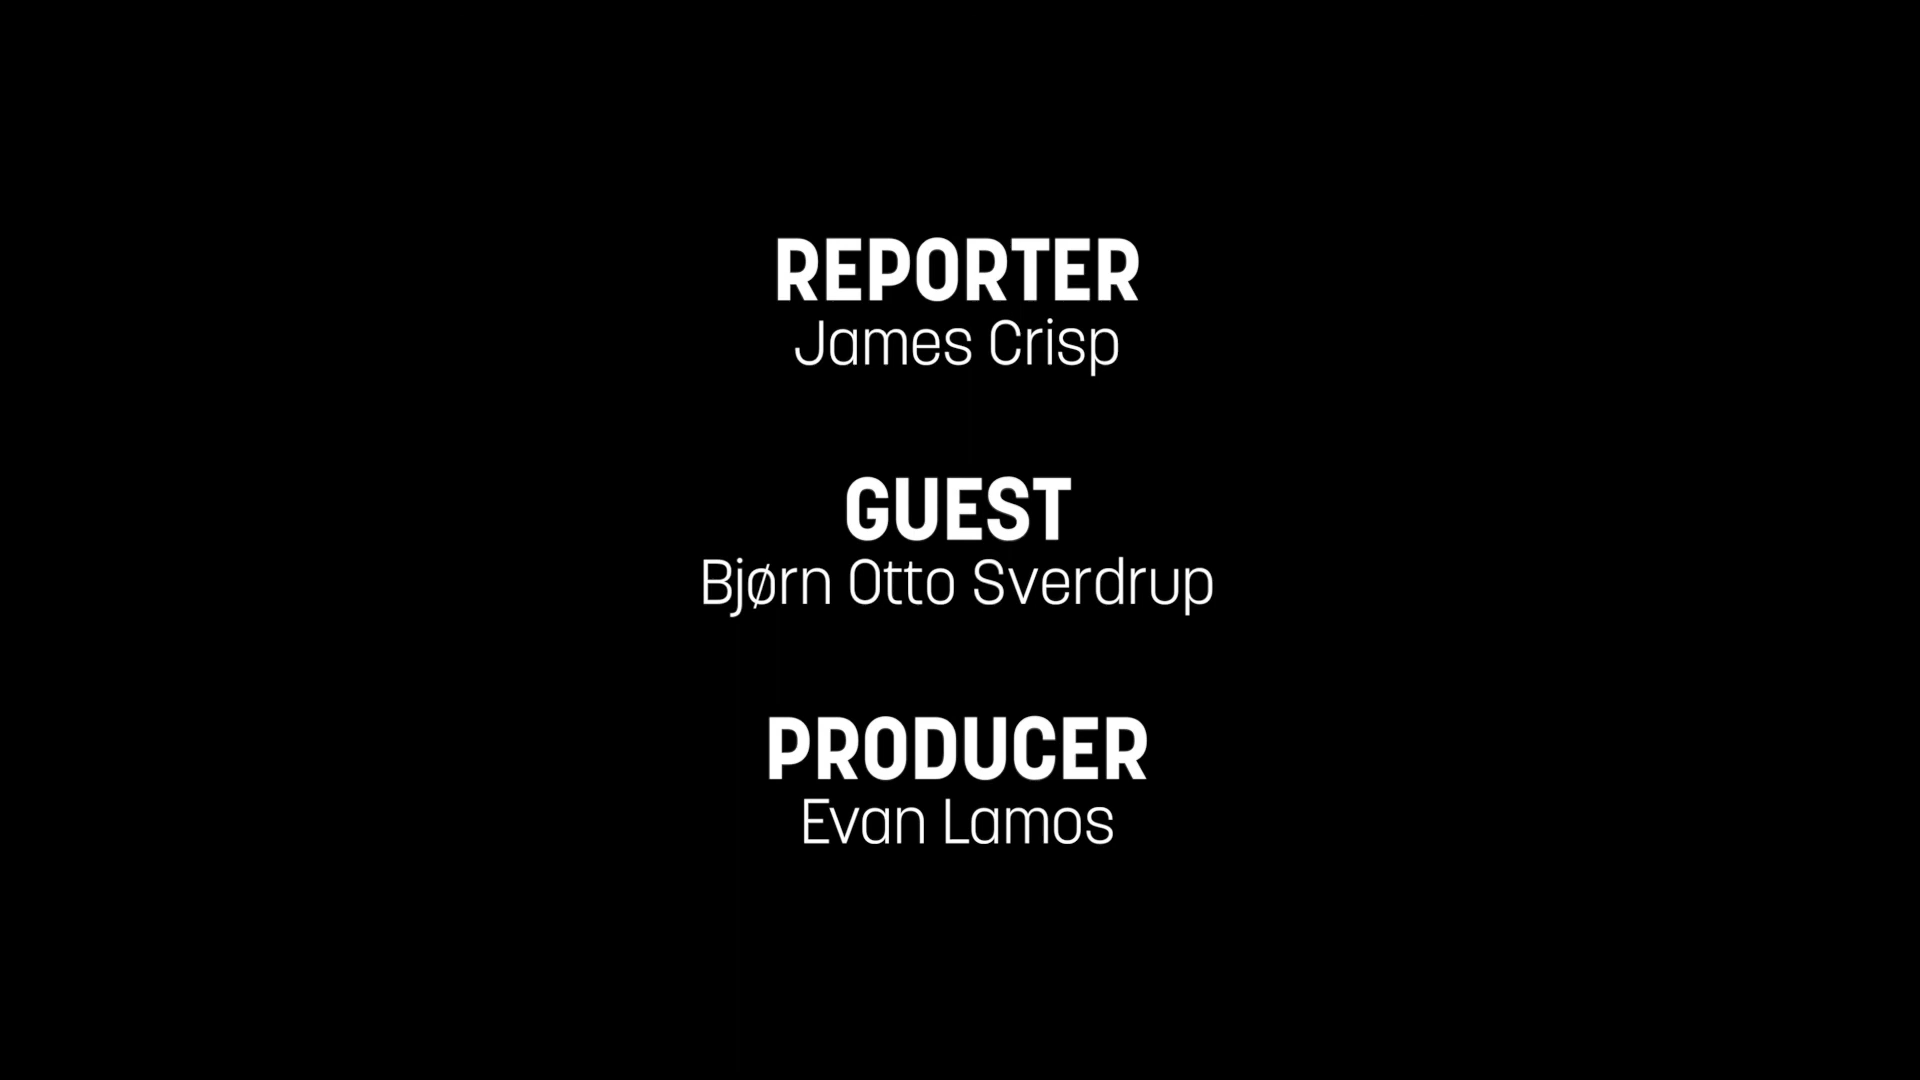 REPORTER
James Crisp
GUEST
Bjørn Otto Sverdrup
PRODUCER
Evan Lamos